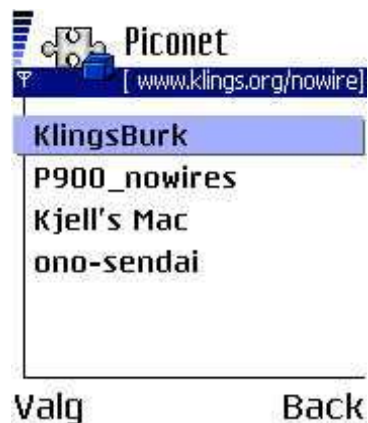 Piconet
[ www.klings.org/nowire]
KlingsBurk
P900_nowires
Kjell's Mac
ono-sendai
Valg Back